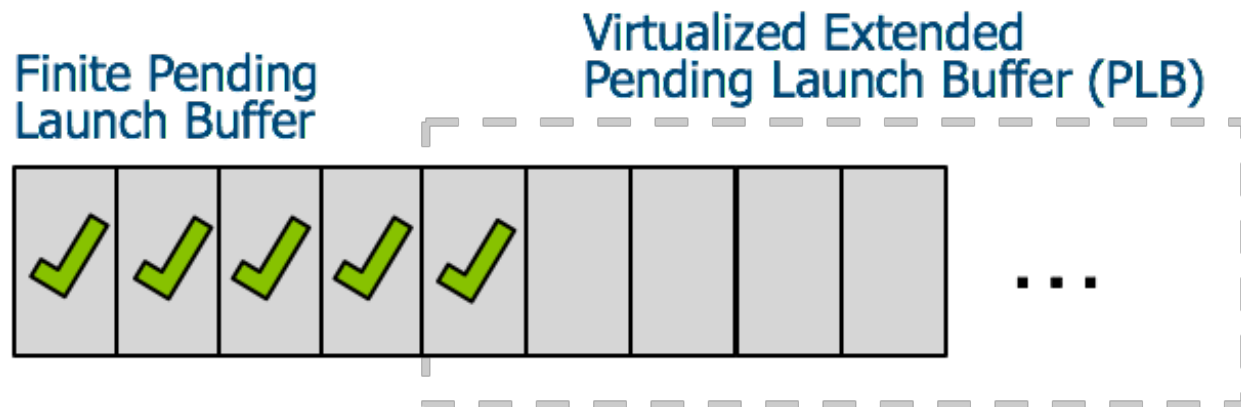 Finite Pending
Launch Buffer
Virtualized Extended
Pending Launch Buffer (PLB)
...